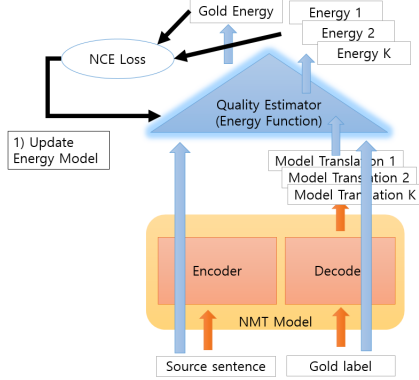 Gold Energy
Energy 1
Energy 2
Energy K
NCE Loss
Quality Estimator
(Energy Function)
1) Update
Energy Model
Model Translation 1
Model Translation 2
Model Translation K
Encoder
Decode
NMT Model
Source sentence
Gold label